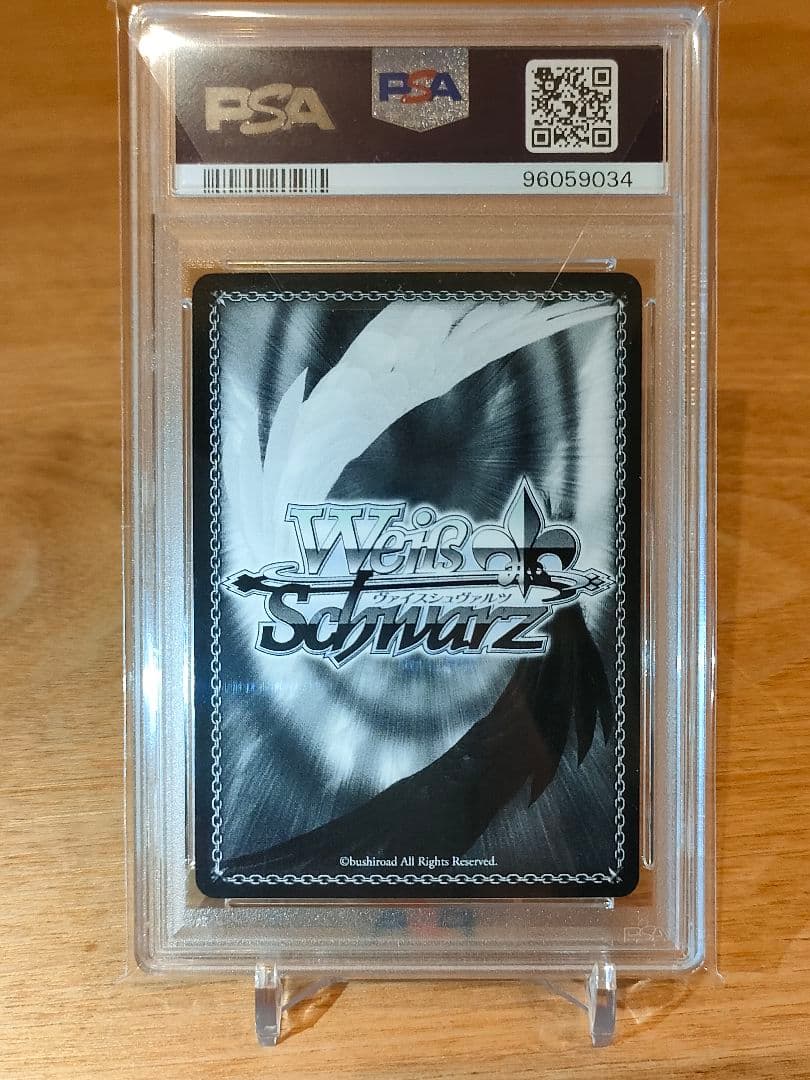 PSA
PSA
96059034
Weiß
ヴァイスシュヴァルツ
Schwarz
©bushiroad All Rights Reserved.
PSA